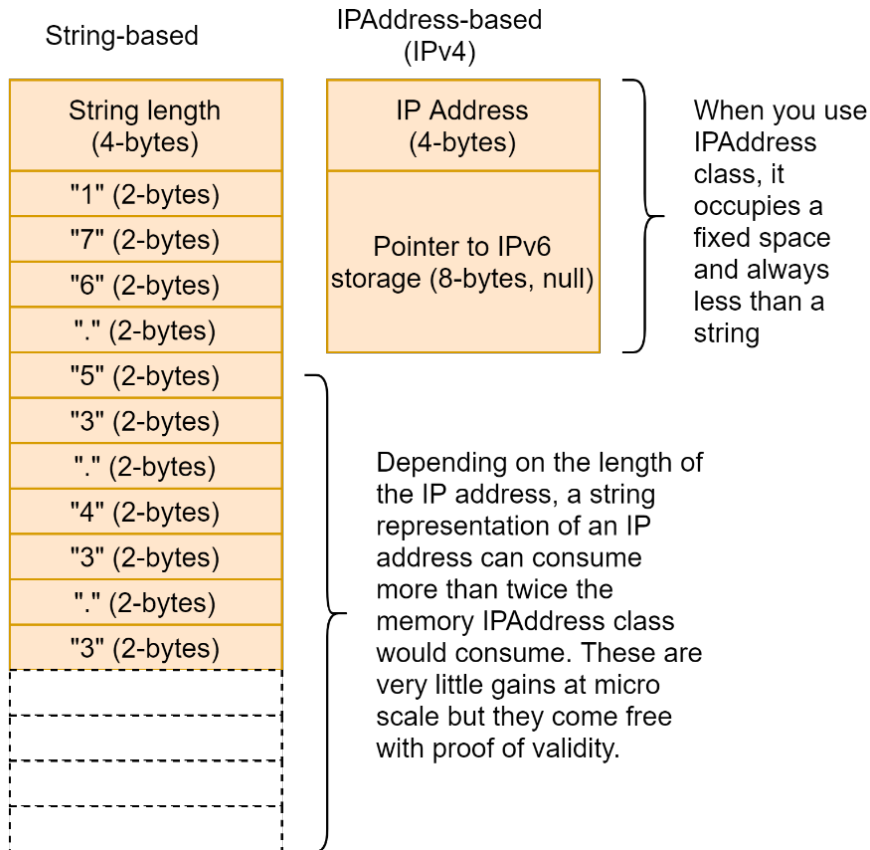 String-based
IPAddress-based
(IPv4)
String length
(4-bytes)
"1" (2-bytes)
"7" (2-bytes)
"6" (2-bytes)
"." (2-bytes)
"5" (2-bytes)
"3" (2-bytes)
"." (2-bytes)
"4" (2-bytes)
"3" (2-bytes)
"." (2-bytes)
"3" (2-bytes)
IP Address
(4-bytes)
Pointer to IPv6
storage (8-bytes, null)
When you use
IPAddress
class, it
occupies a
fixed space
and always
less than a
string
Depending on the length of
the IP address, a string
representation of an IP
address can consume
more than twice the
memory IPAddress class
would consume. These are
very little gains at micro
scale but they come free
with proof of validity.